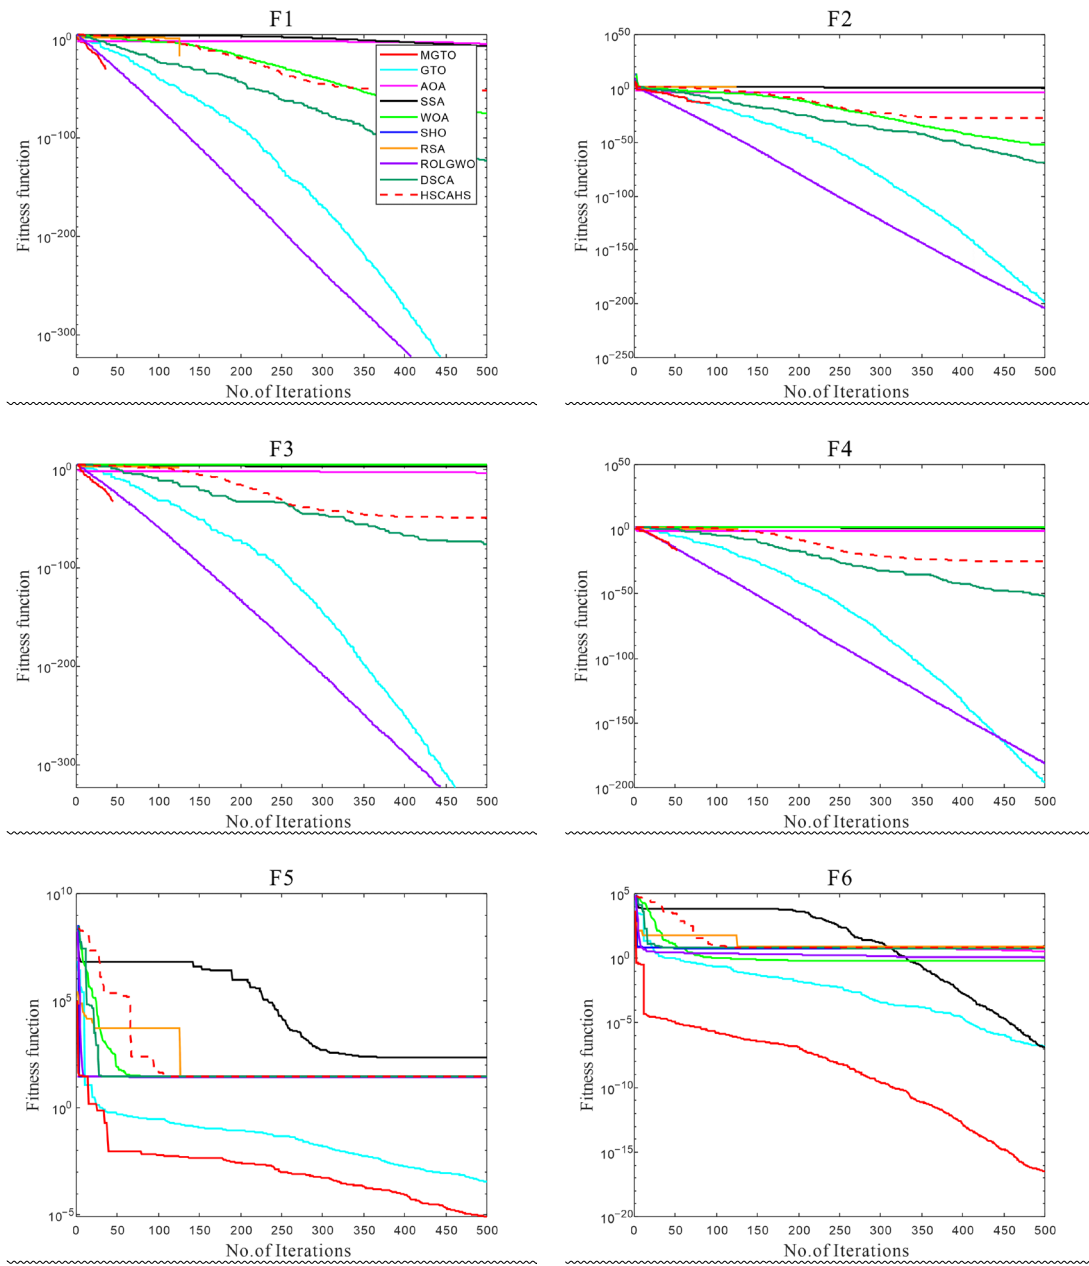 F1
Fitness function
10^0
10^-100
10^-200
10^-300
0 50 100 150 200 250 300 350 400 450 500
No.of Iterations
MGTO
GTO
AOA
SSA
WOA
SHO
RSA
ROLGWO
DSCA
HSCAHS
F2
Fitness function
10^50
10^0
10^-50
10^-100
10^-150
10^-200
10^-250
0 50 100 150 200 250 300 350 400 450 500
No.of Iterations
F3
Fitness function
10^0
10^-100
10^-200
10^-300
0 50 100 150 200 250 300 350 400 450 500
No.of Iterations
F4
Fitness function
10^50
10^0
10^-50
10^-100
10^-150
10^-200
0 50 100 150 200 250 300 350 400 450 500
No.of Iterations
F5
Fitness function
10^10
10^5
10^0
10^-5
0 50 100 150 200 250 300 350 400 450 500
No.of Iterations
F6
Fitness function
10^5
10^0
10^-5
10^-10
10^-15
10^-20
0 50 100 150 200 250 300 350 400 450 500
No.of Iterations